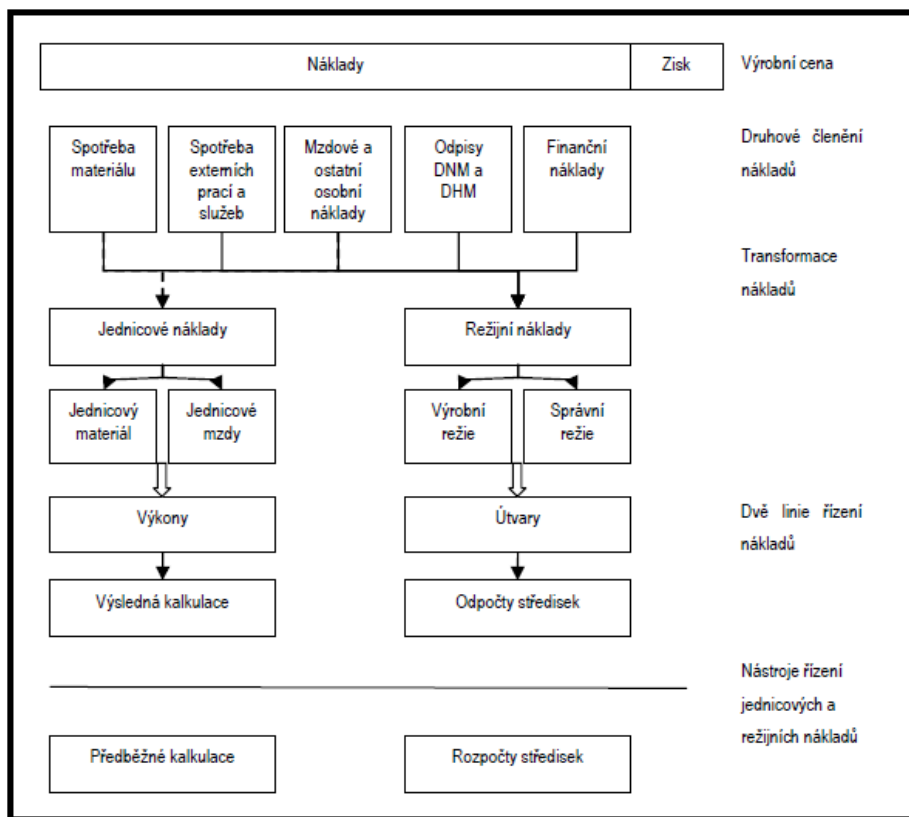 Náklady
Zisk
Výrobní cena
Spotřeba
materiálu
Spotřeba
externích
prací a
služeb
Mzdové a
ostatní
osobní
náklady
Odpisy
DNM a
DHM
Finanční
náklady
Druhové členění
nákladů
Transformace
nákladů
Jednicové náklady
Režijní náklady
Jednicový
materiál
Jednicové
mzdy
Výrobní
režie
Správní
režie
Výkony
Útvary
Dvě linie řízení
nákladů
Výsledná kalkulace
Odpočty středisek
Nástroje řízení
jednicových a
režijních nákladů
Předběžné kalkulace
Rozpočty středisek